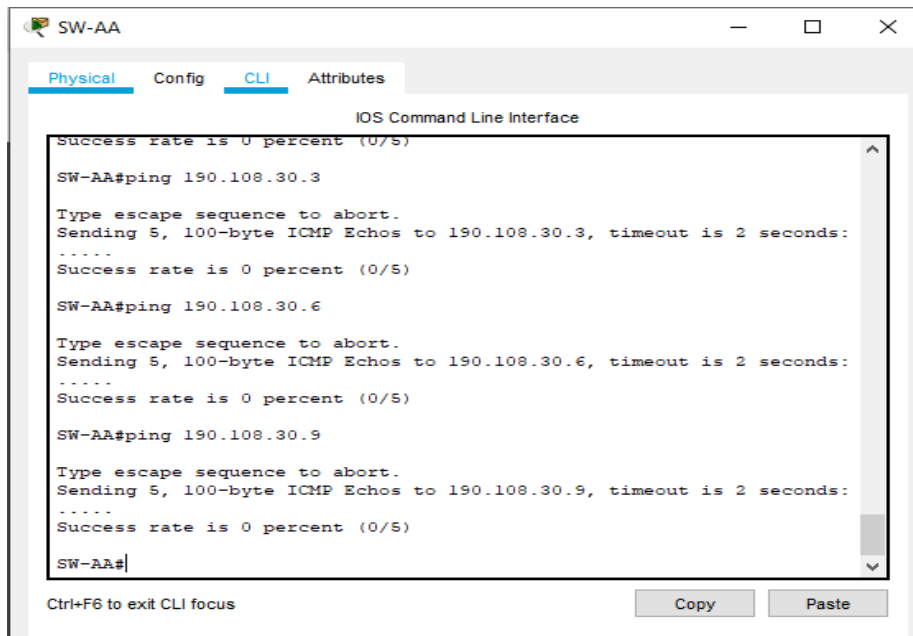 SW-AA
Physical Config CLI Attributes
IOS Command Line Interface
Success rate is 0 percent (0/5)
SW-AA#ping 190.108.30.3
Type escape sequence to abort.
Sending 5, 100-byte ICMP Echos to 190.108.30.3, timeout is 2 seconds:
.....
Success rate is 0 percent (0/5)
SW-AA#ping 190.108.30.6
Type escape sequence to abort.
Sending 5, 100-byte ICMP Echos to 190.108.30.6, timeout is 2 seconds:
.....
Success rate is 0 percent (0/5)
SW-AA#ping 190.108.30.9
Type escape sequence to abort.
Sending 5, 100-byte ICMP Echos to 190.108.30.9, timeout is 2 seconds:
.....
Success rate is 0 percent (0/5)
SW-AA#
Ctrl+F6 to exit CLI focus
Copy Paste